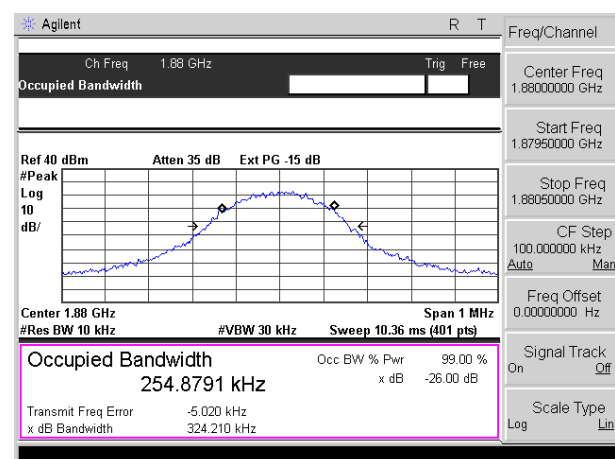 Agilent R T
Freq/Channel
Ch Freq 1.88 GHz Trig Free
Occupied Bandwidth
Center Freq
1.88000000 GHz
Start Freq
1.87950000 GHz
Stop Freq
1.88050000 GHz
CF Step
100.000000 kHz
Auto Man
Freq Offset
0.00000000 Hz
Signal Track
On Off
Scale Type
Log Lin
Ref 40 dBm Atten 35 dB Ext PG -15 dB
#Peak
Log
10
dB/
Center 1.88 GHz Span 1 MHz
#Res BW 10 kHz #VBW 30 kHz Sweep 10.36 ms (401 pts)
Occupied Bandwidth Occ BW % Pwr 99.00 %
254.8791 kHz x dB -26.00 dB
Transmit Freq Error -5.020 kHz
x dB Bandwidth 324.210 kHz